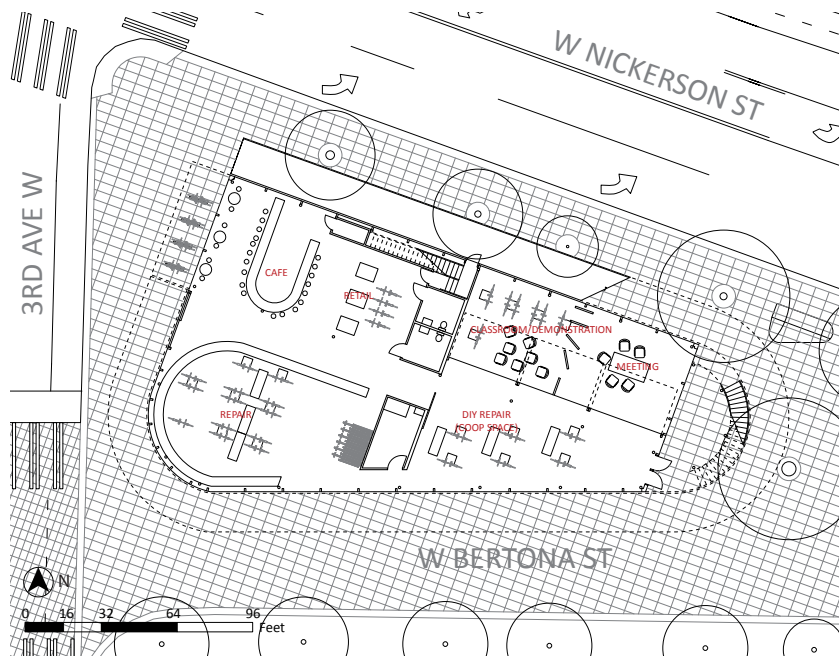 W NICKERSON ST
3RD AVE W
CAFE
RETAIL
CLASSROOM/DEMONSTRATION
MEETING
REPAIR
DIY REPAIR
(COOP SPACE)
W BERTONA ST
N
0 16 32 64 96
Feet